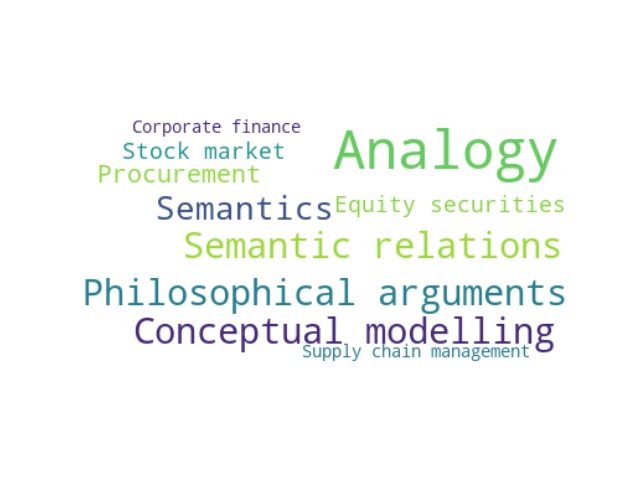 Corporate finance
Analogy
Stock market
Procurement
Semantics
Equity securities
Semantic relations
Philosophical arguments
Conceptual modelling
Supply chain management